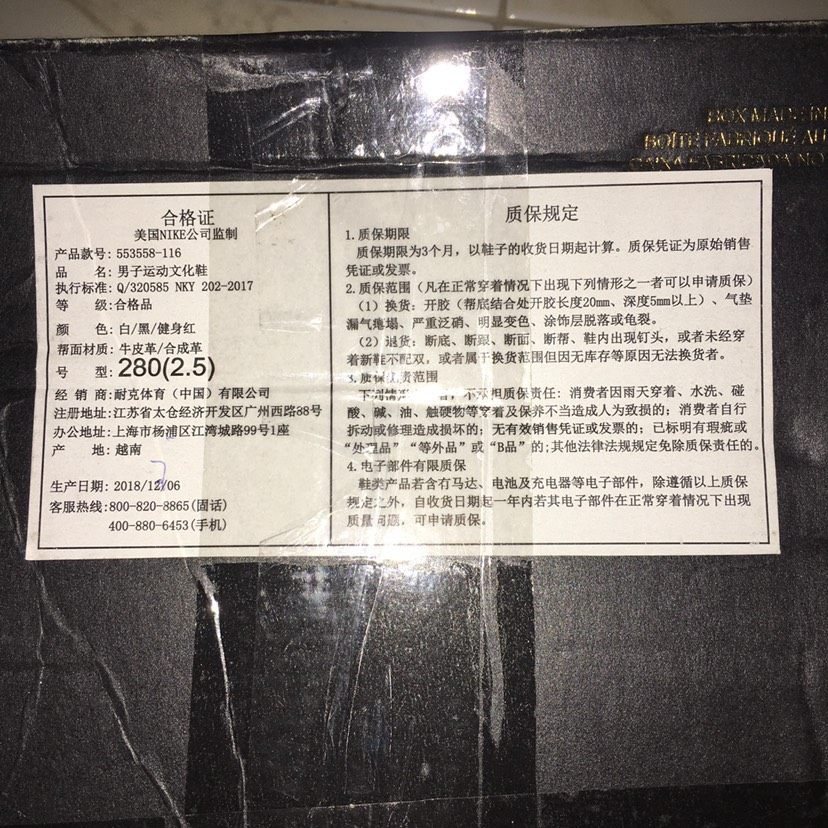 BOX MADE IN
BOÎTE FABRIQUÉE AU
CAIXA FABRICADA NO
合格证
美国NIKE公司监制
产品款号: 553558-116
品 名: 男子运动文化鞋
执行标准: Q/320585 NKY 202-2017
等 级: 合格品
颜 色: 白/黑/健身红
帮面材质: 牛皮革/合成革
号 型: 280(2.5)
经 销 商: 耐克体育(中国)有限公司
注册地址: 江苏省太仓经济开发区广州西路88号
办公地址: 上海市杨浦区江湾城路99号1座
产 地: 越南
生产日期: 2018/12/06
客服热线: 800-820-8865(固话)
400-880-6453(手机)
质保规定
1.质保期限
质保期限为3个月，以鞋子的收货日期起计算。质保凭证为原始销售
凭证或发票。
2.质保范围（凡在正常穿着情况下出现下列情形之一者可以申请质保）
（1）换货：开胶（帮底结合处开胶长度20mm、深度5mm以上）、气垫
漏气塌、严重泛硝、明显变色、涂饰层脱落或龟裂。
（2）退货：断底、断跟、断面、断帮、鞋内出现钉头，或者未经穿
着新鞋不配双，或者属于换货范围但因无库存等原因无法换货者。
3.质保范围
下列情者，不承担质保责任：消费者因雨天穿着、水洗、碰
酸、碱、油、触硬物等穿着及保养不当造成人为致损的；消费者自行
拆动或修理造成损坏的；无有效销售凭证或发票的；已标明有瑕疵或
“处理品”“等外品”或“B品”的;其他法律法规规定免除质保责任的。
4.电子部件有限质保
鞋类产品若含有马达、电池及充电器等电子部件，除遵循以上质保
规定之外，自收货日期起一年内若其电子部件在正常穿着情况下出现
质量问题，可申请质保。